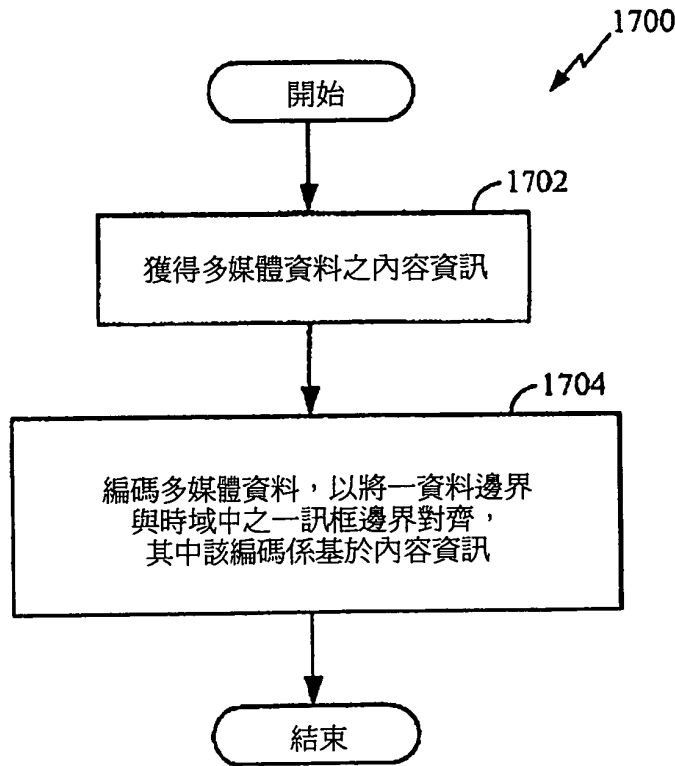 1700
開始
1702
獲得多媒體資料之內容資訊
1704
編碼多媒體資料，以將一資料邊界
與時域中之一訊框邊界對齊，
其中該編碼係基於內容資訊
結束